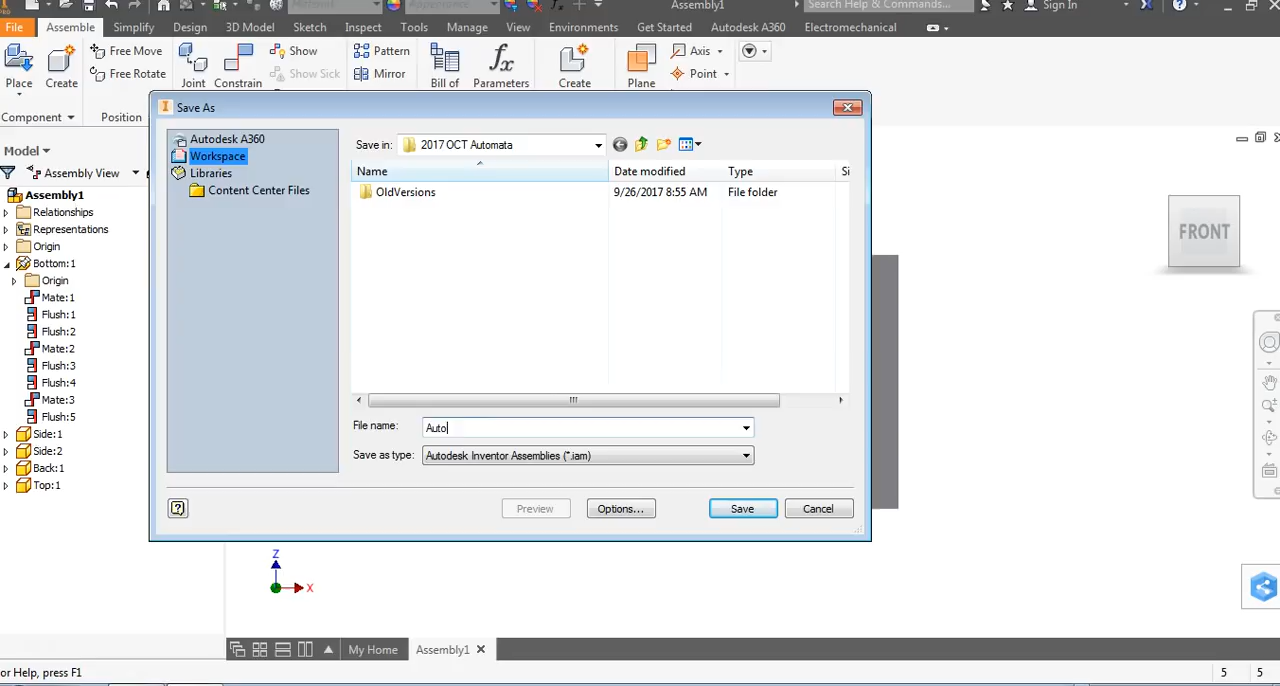 Material Appearance Assembly1 Search Help & Commands... Sign In
File Assemble Simplify Design 3D Model Sketch Inspect Tools Manage View Environments Get Started Autodesk A360 Electromechanical
Free Move Show Pattern Axis
Free Rotate Show Sick Mirror Point
Place Create Joint Constrain Bill of Parameters Create Plane
Component Position
Save As
Autodesk A360
Workspace
Libraries
Content Center Files
Save in: 2017 OCT Automata
Name Date modified Type Si
OldVersions 9/26/2017 8:55 AM File folder
File name: Auto
Save as type: Autodesk Inventor Assemblies (*.iam)
Preview Options... Save Cancel
Model
Assembly View
Assembly1
Relationships
Representations
Origin
Bottom:1
Origin
Mate:1
Flush:1
Flush:2
Mate:2
Flush:3
Flush:4
Mate:3
Flush:5
Side:1
Side:2
Back:1
Top:1
FRONT
Z
X
My Home Assembly1
or Help, press F1 5 5